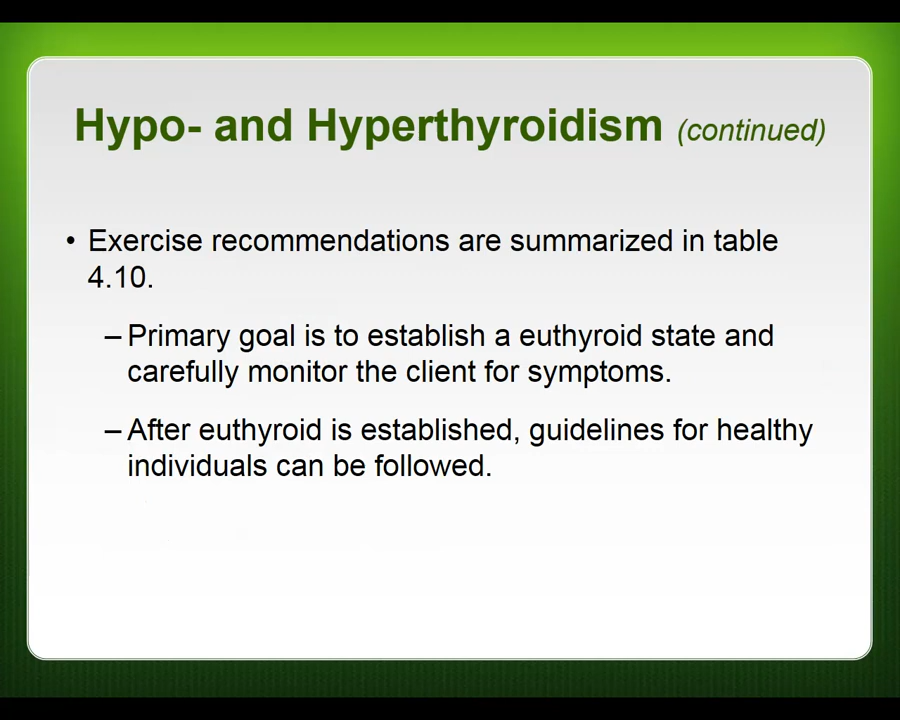 Hypo- and Hyperthyroidism (continued)
• Exercise recommendations are summarized in table
4.10.
– Primary goal is to establish a euthyroid state and
carefully monitor the client for symptoms.
– After euthyroid is established, guidelines for healthy
individuals can be followed.